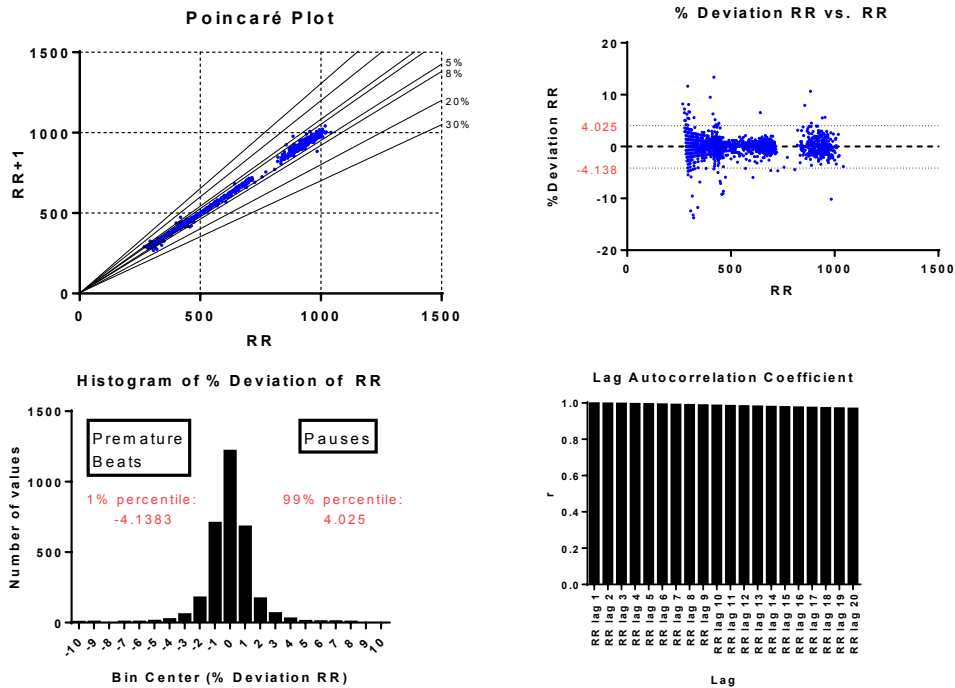 Poincaré Plot
1500
1000
500
0
RR+1
5%
8%
20%
30%
0 500 1000 1500
RR
% Deviation RR vs. RR
20
10
0
-10
-20
4.025
-4.138
%Deviation RR
0 500 1000 1500
RR
Histogram of % Deviation of RR
1500
1000
500
0
Number of values
Premature
Beats
Pauses
1% percentile:
-4.1383
99% percentile:
4.025
-10 -9 -8 -7 -6 -5 -4 -3 -2 -1 0 1 2 3 4 5 6 7 8 9 10
Bin Center (% Deviation RR)
Lag Autocorrelation Coefficient
1.0
0.8
0.6
0.4
0.2
0.0
r
RR lag 1
RR lag 2
RR lag 3
RR lag 4
RR lag 5
RR lag 6
RR lag 7
RR lag 8
RR lag 9
RR lag 10
RR lag 11
RR lag 12
RR lag 13
RR lag 14
RR lag 15
RR lag 16
RR lag 17
RR lag 18
RR lag 19
RR lag 20
Lag